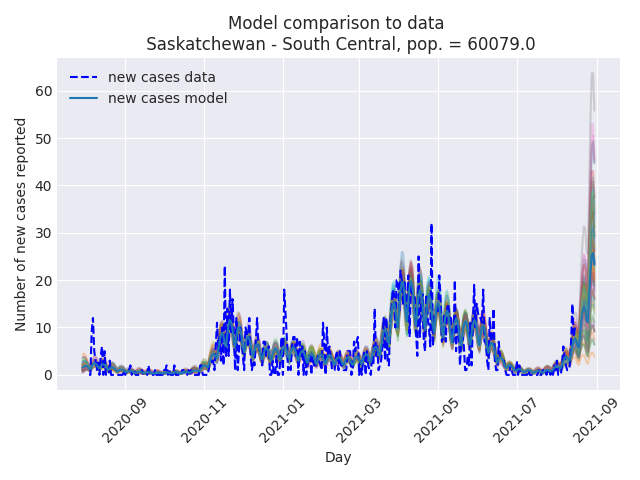 Model comparison to data
Saskatchewan - South Central, pop. = 60079.0
new cases data
new cases model
Number of new cases reported
60
50
40
30
20
10
0
2020-09
2020-11
2021-01
2021-03
2021-05
2021-07
2021-09
Day